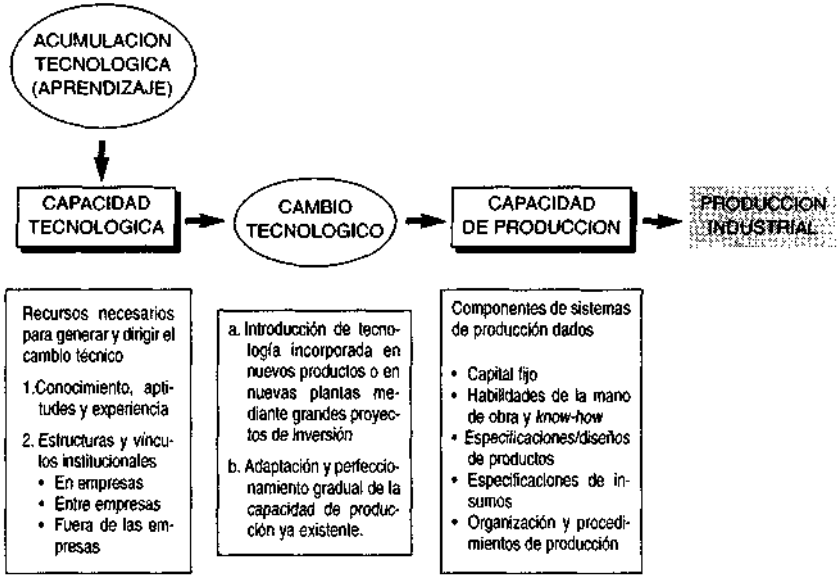 ACUMULACION
TECNOLOGICA
(APRENDIZAJE)
CAPACIDAD
TECNOLOGICA
CAMBIO
TECNOLOGICO
CAPACIDAD
DE PRODUCCION
PRODUCCION
INDUSTRIAL
Recursos necesarios
para generar y dirigir el
cambio técnico
1.Conocimiento, apti-
tudes y experiencia
2. Estructuras y víncu-
los institucionales
• En empresas
• Entre empresas
• Fuera de las em-
presas
a. Introducción de tecno-
logía incorporada en
nuevos productos o en
nuevas plantas me-
diante grandes proyec-
tos de inversión
b. Adaptación y perfeccio-
namiento gradual de la
capacidad de produc-
ción ya existente.
Componentes de sistemas
de producción dados
• Capital fijo
• Habilidades de la mano
de obra y know-how
• Especificaciones/diseños
de productos
• Especificaciones de in-
sumos
• Organización y procedi-
mientos de producción